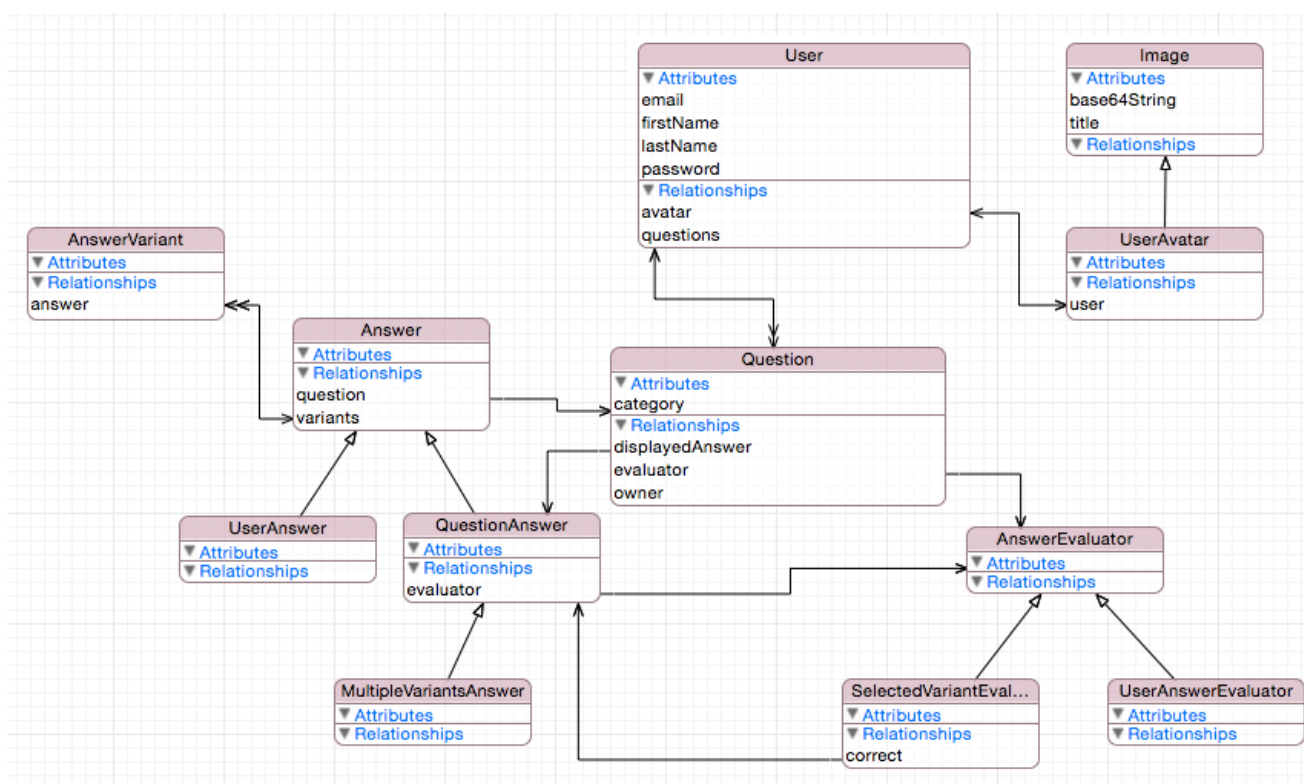 User
▼ Attributes
email
firstName
lastName
password
▼ Relationships
avatar
questions
Image
▼ Attributes
base64String
title
▼ Relationships
AnswerVariant
▼ Attributes
▼ Relationships
answer
UserAvatar
▼ Attributes
▼ Relationships
user
Answer
▼ Attributes
▼ Relationships
question
variants
Question
▼ Attributes
category
▼ Relationships
displayedAnswer
evaluator
owner
UserAnswer
▼ Attributes
▼ Relationships
QuestionAnswer
▼ Attributes
▼ Relationships
evaluator
AnswerEvaluator
▼ Attributes
▼ Relationships
MultipleVariantsAnswer
▼ Attributes
▼ Relationships
SelectedVariantEval...
▼ Attributes
▼ Relationships
correct
UserAnswerEvaluator
▼ Attributes
▼ Relationships